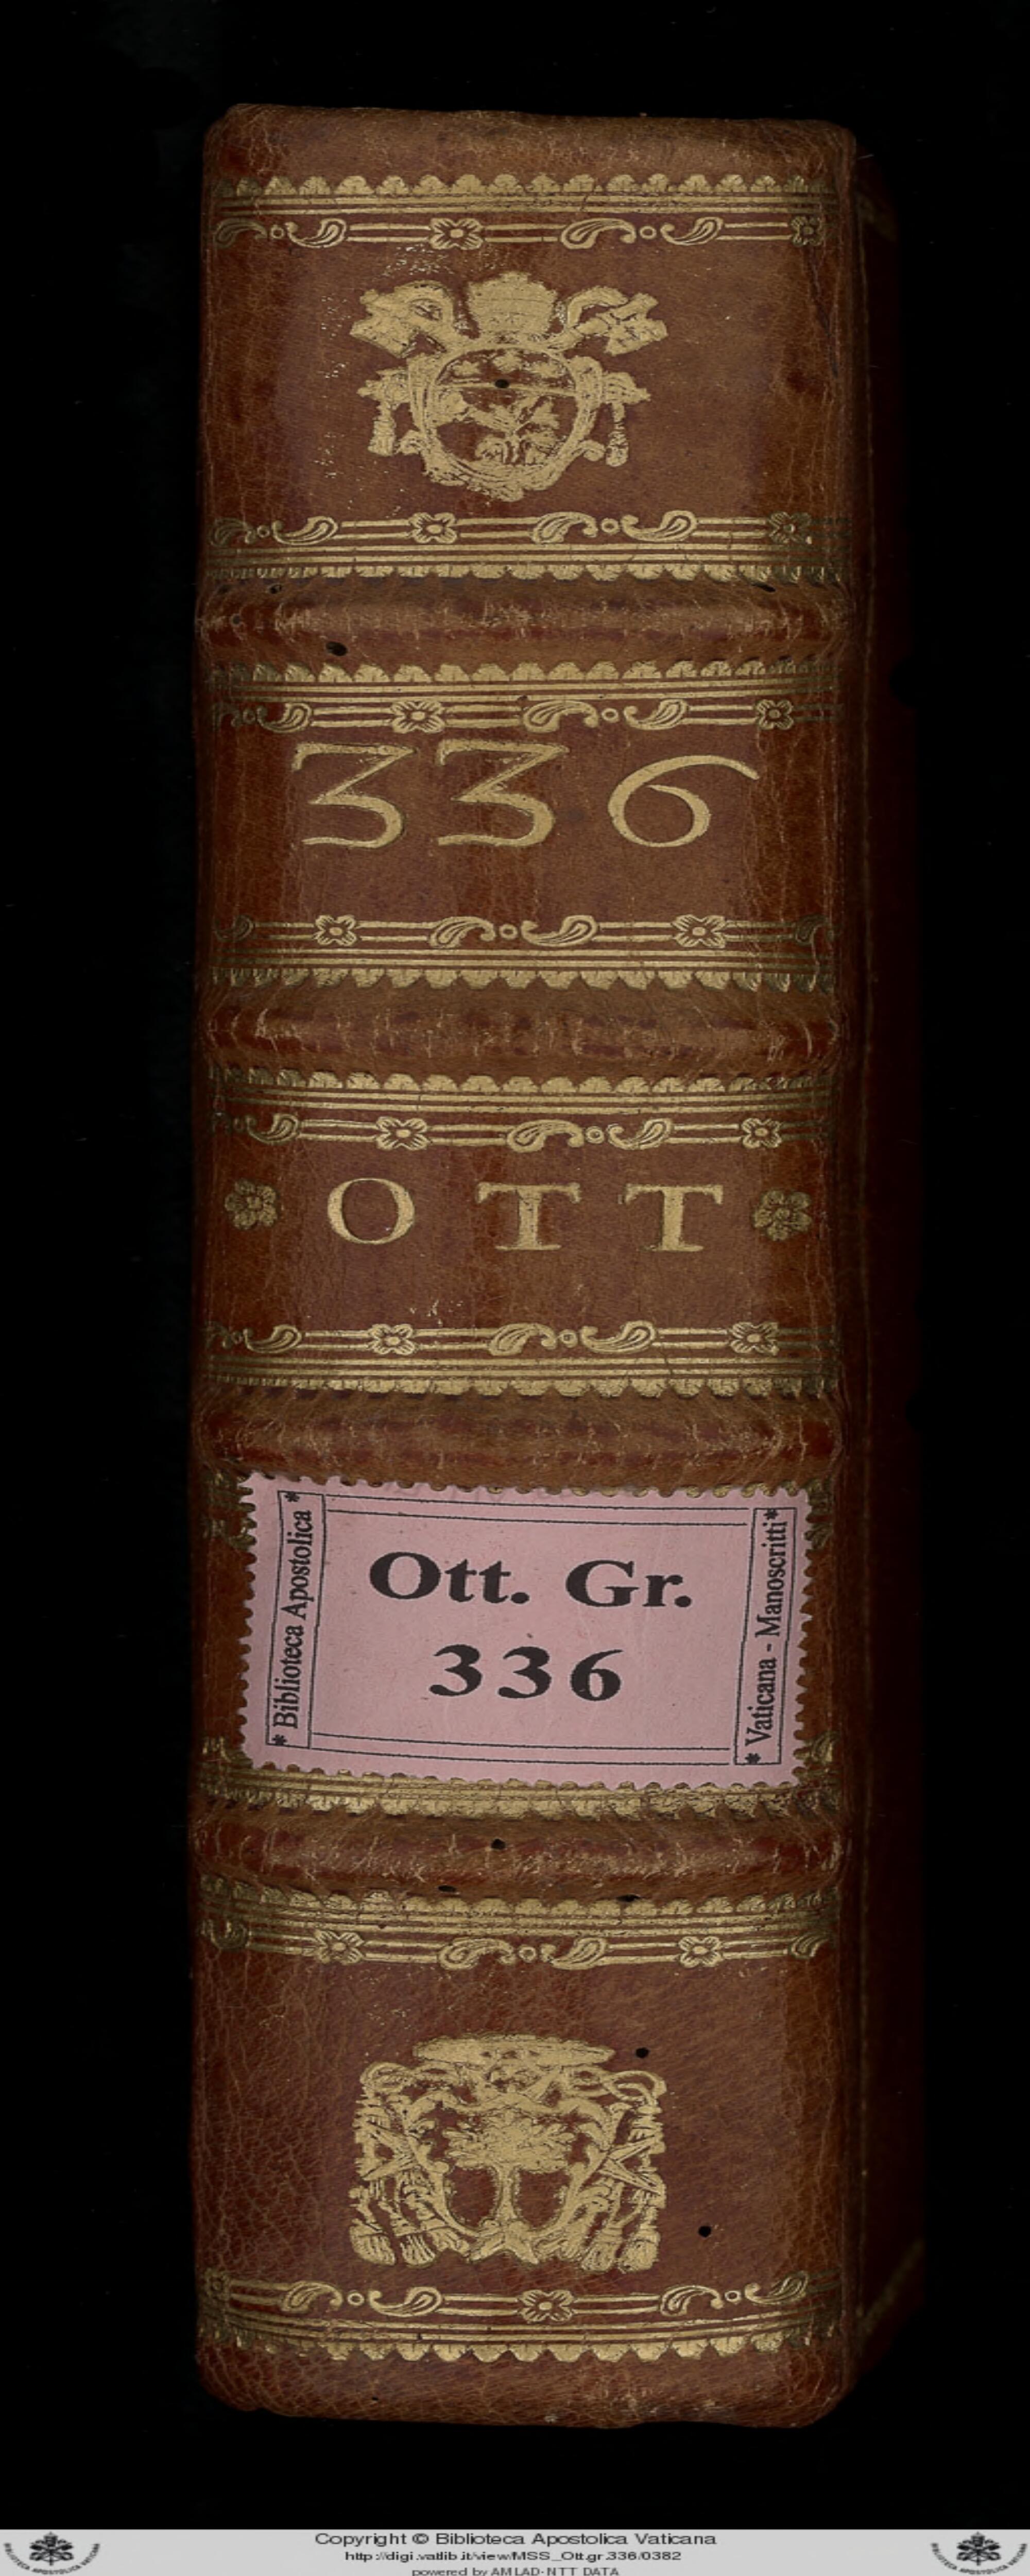 336
OTT
* Biblioteca Apostolica *
Ott. Gr.
336
* Vaticana - Manoscritti *
Copyright © Biblioteca Apostolica Vaticana
http://digi.vatlib.it/view/MSS_Ott.gr.336/0382
powered by AMLAD-NTT DATA